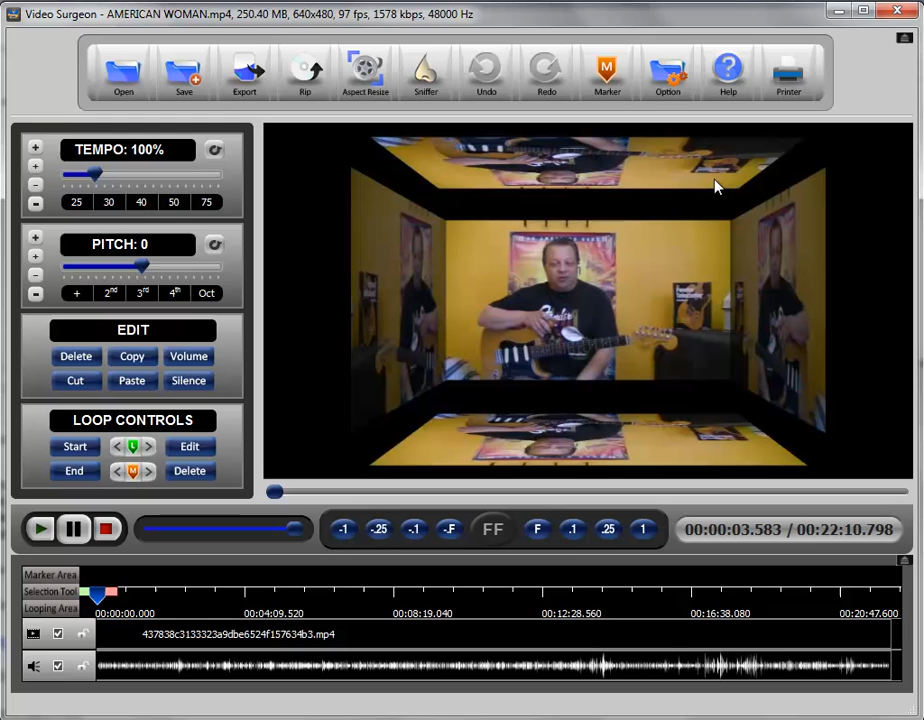 Video Surgeon - AMERICAN WOMAN.mp4, 250.40 MB, 640x480, 97 fps, 1578 kbps, 48000 Hz
Open Save Export Rip Aspect Resize Sniffer Undo Redo Marker Option Help Printer
M
?
TEMPO: 100%
25 30 40 50 75
PITCH: 0
+ 2nd 3rd 4th Oct
EDIT
Delete Copy Volume
Cut Paste Silence
LOOP CONTROLS
Start < L > Edit
End < M > Delete
-1 -.25 -.1 -.F FF F .1 .25 1
00:00:03.583 / 00:22:10.798
Marker Area
Selection Tool
Looping Area
00:00:00.000 00:04:09.520 00:08:19.040 00:12:28.560 00:16:38.080 00:20:47.600
437838c3133323a9dbe6524f157634b3.mp4